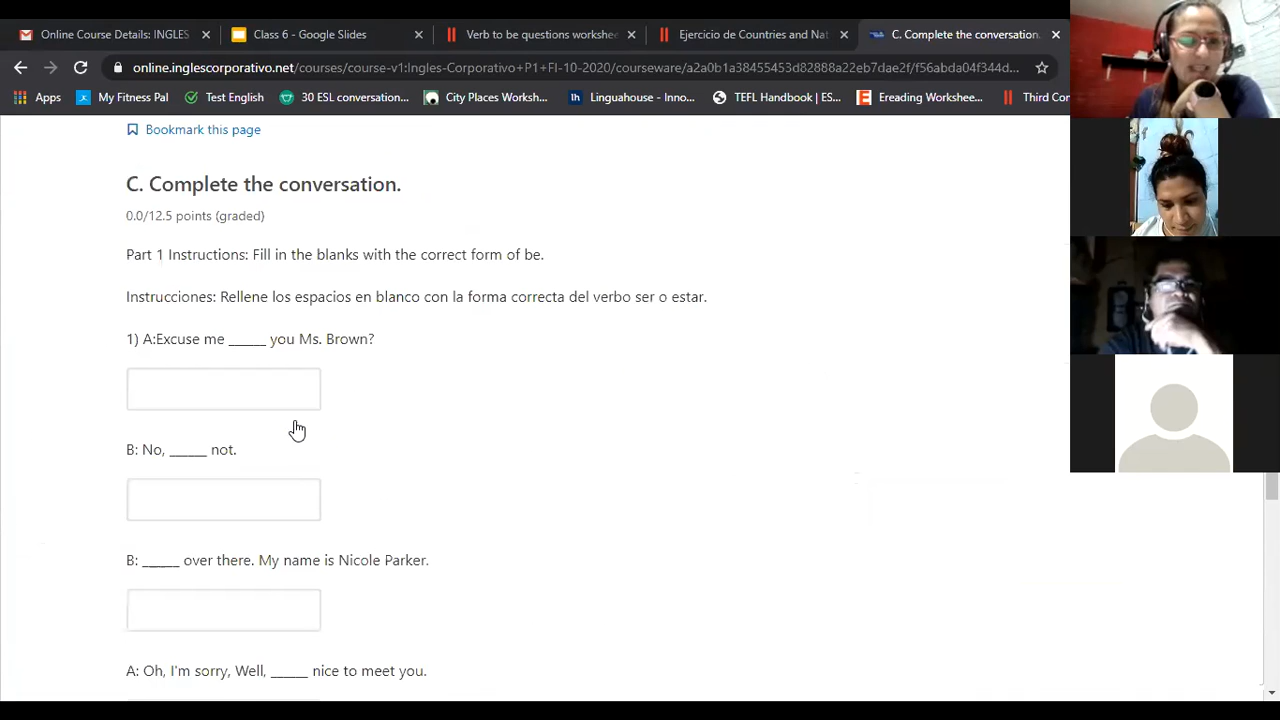 Online Course Details: INGLES
Class 6 - Google Slides
Verb to be questions workshee
Ejercicio de Countries and Nat
C. Complete the conversation.
online.inglescorporativo.net/courses/course-v1:Ingles-Corporativo+P1+FI-10-2020/courseware/a2a0b1a38455453d82888a22eb7dae2f/f56abda04f344d...
Apps
My Fitness Pal
Test English
30 ESL conversation...
City Places Worksh...
Linguahouse - Inno...
TEFL Handbook | ES...
Ereading Workshee...
Third Con
Bookmark this page
C. Complete the conversation.
0.0/12.5 points (graded)
Part 1 Instructions: Fill in the blanks with the correct form of be.
Instrucciones: Rellene los espacios en blanco con la forma correcta del verbo ser o estar.
1) A:Excuse me ______ you Ms. Brown?
B: No, ______ not.
B: ______ over there. My name is Nicole Parker.
A: Oh, I'm sorry, Well, ______ nice to meet you.